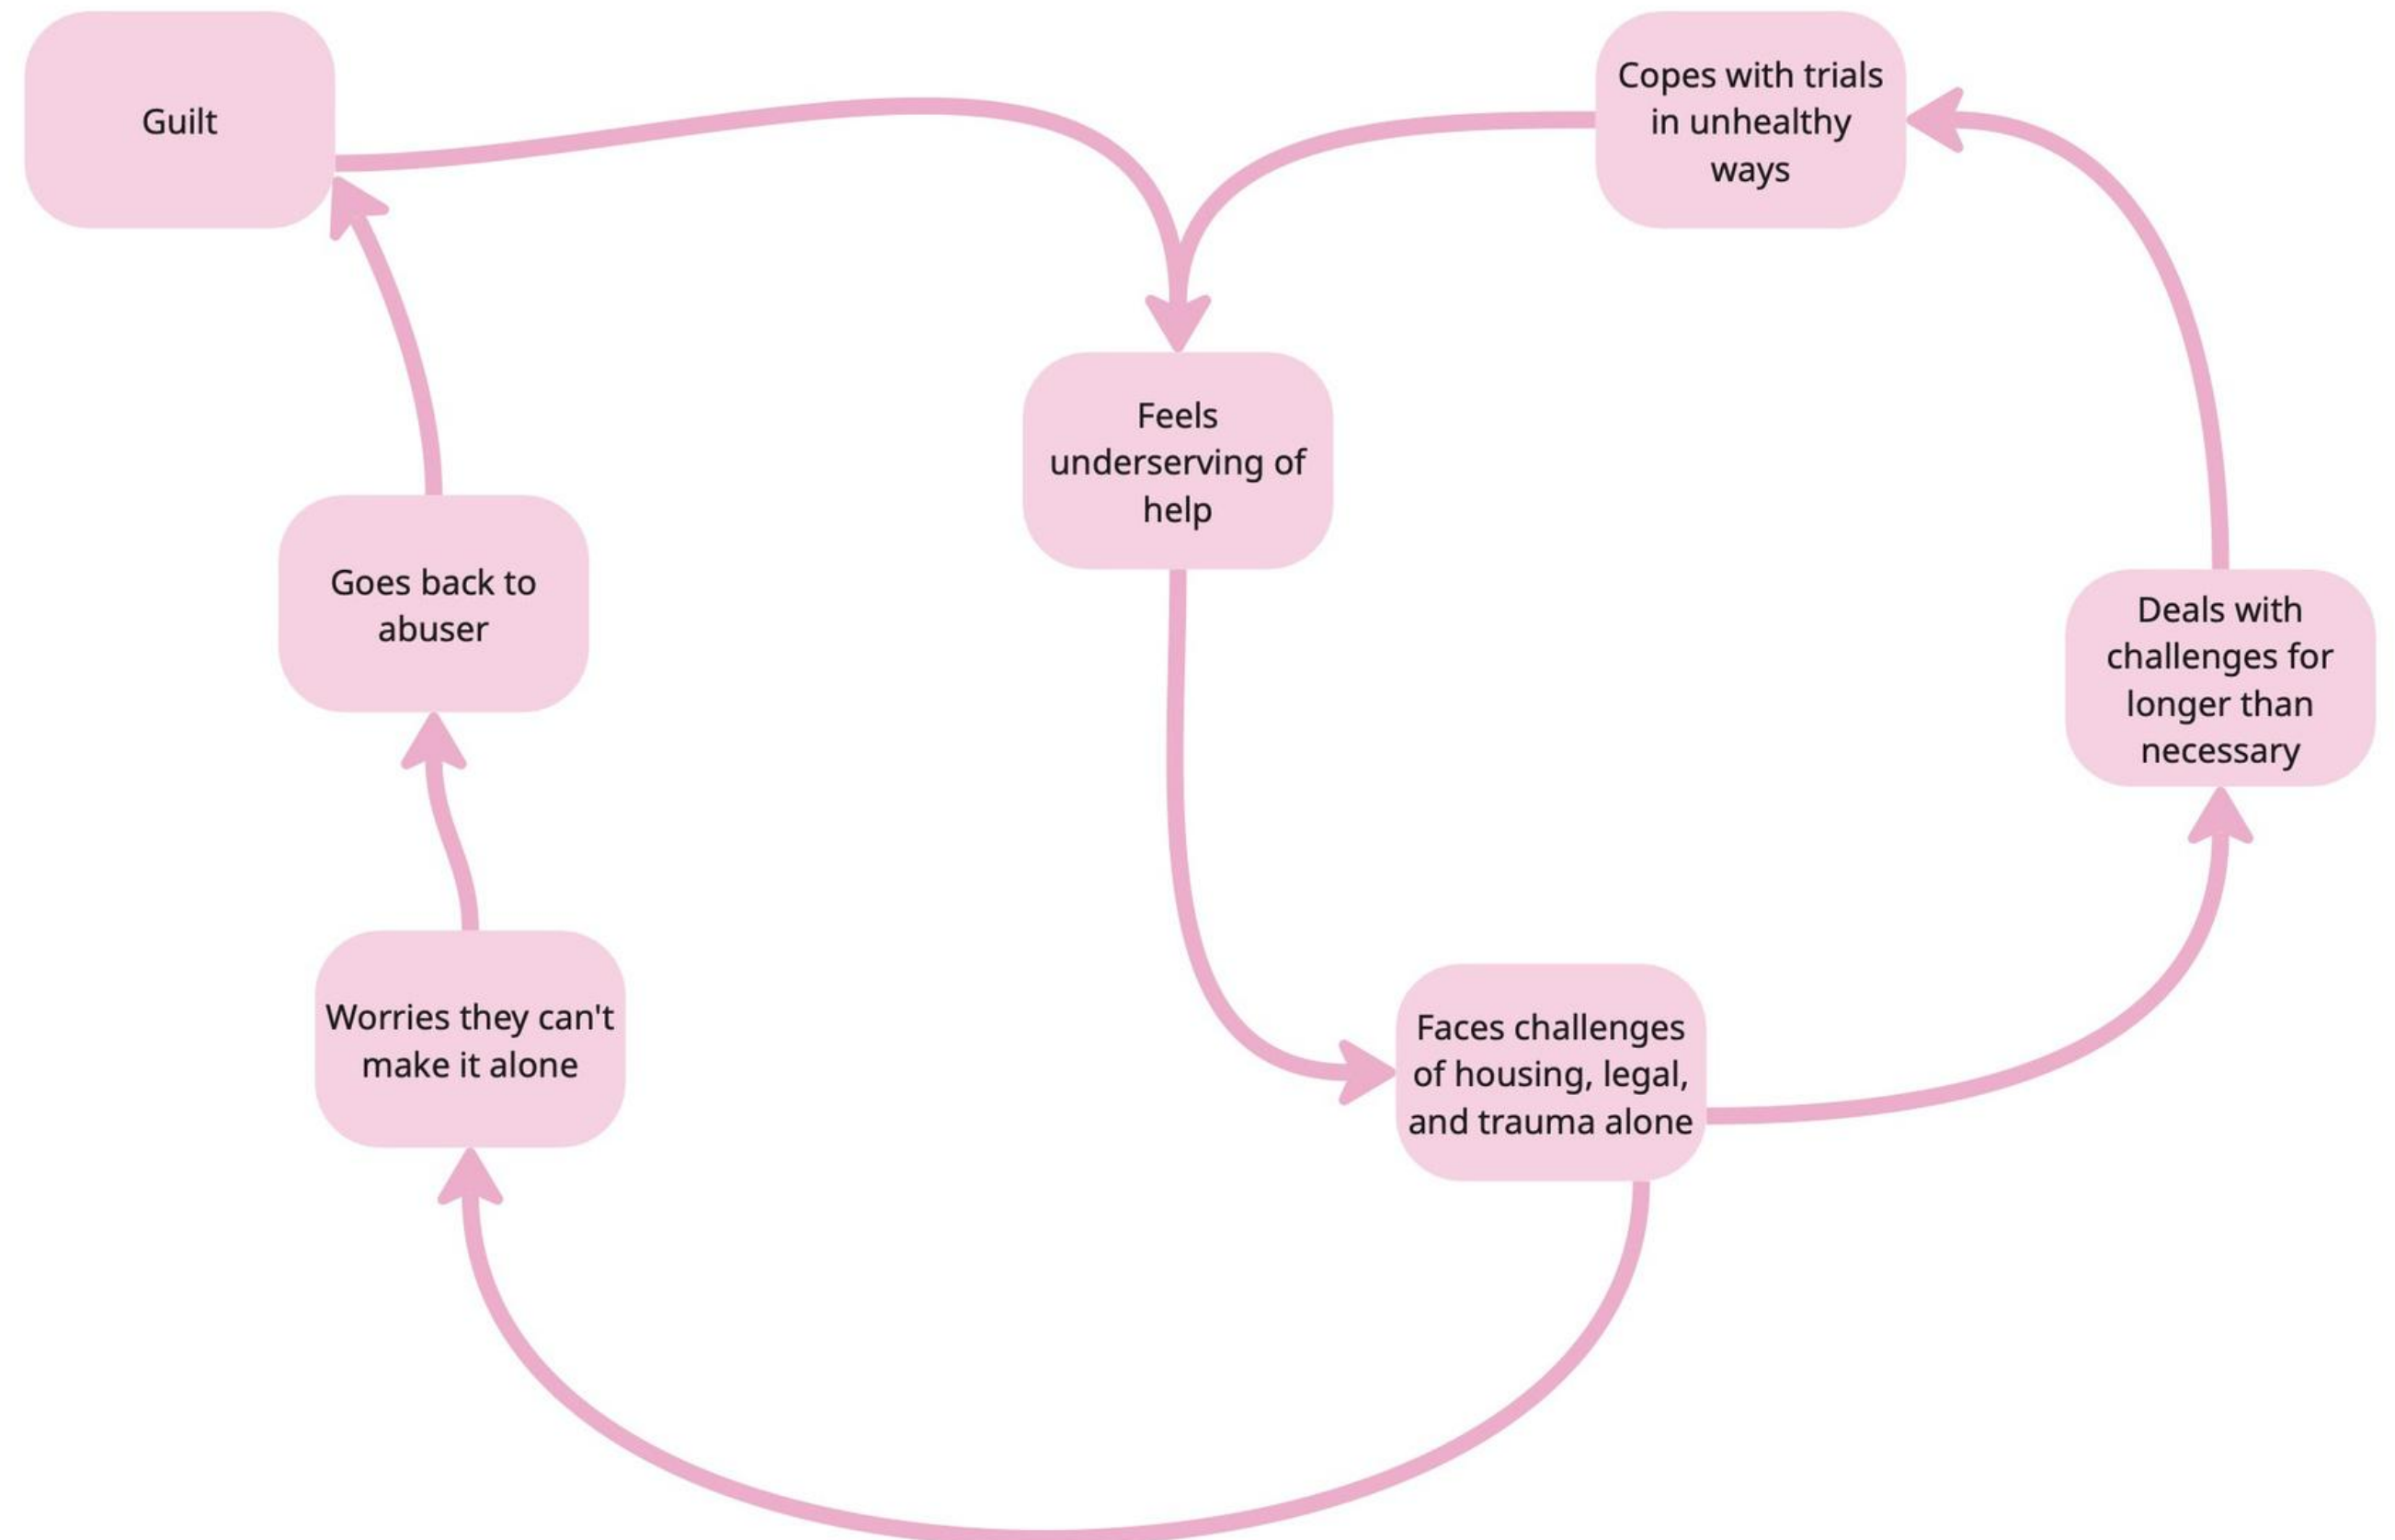 Guilt
Copes with trials
in unhealthy
ways
Feels
underserving of
help
Goes back to
abuser
Deals with
challenges for
longer than
necessary
Worries they can't
make it alone
Faces challenges
of housing, legal,
and trauma alone